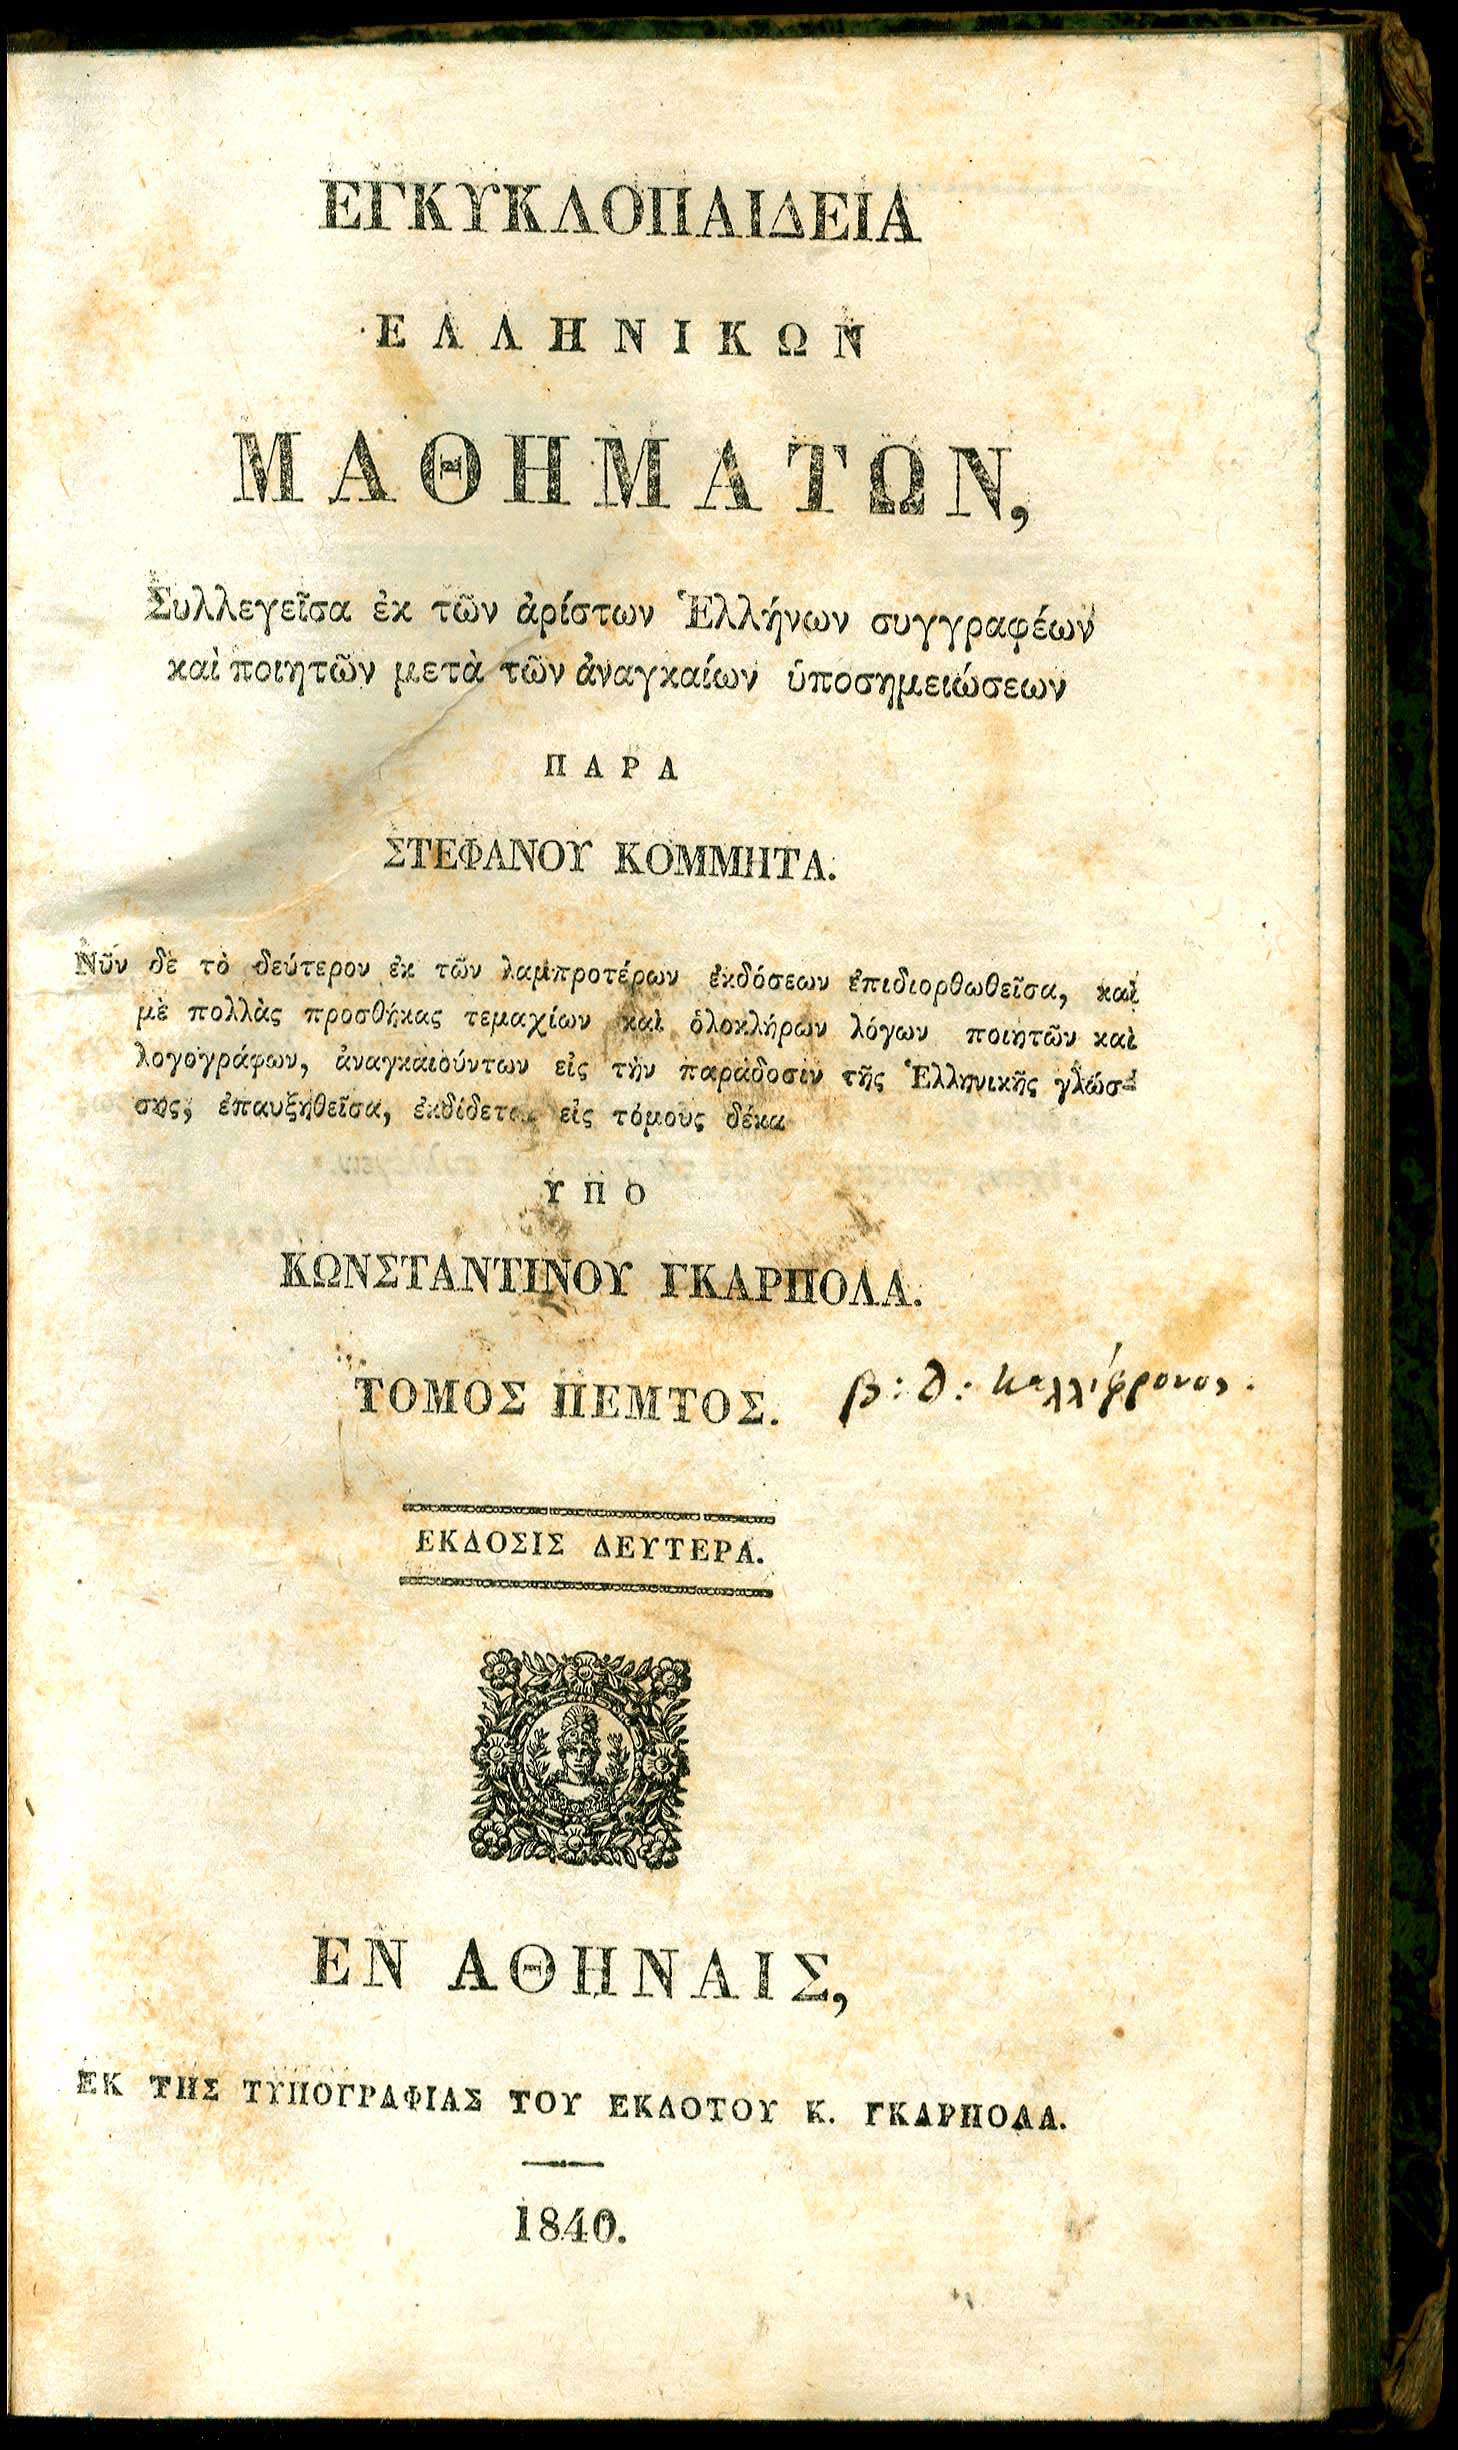 ΕΓΚΥΚΛΟΠΑΙΔΕΙΑ
ΕΛΛΗΝΙΚΩΝ
ΜΑΘΗΜΑΤΩΝ,
Συλλεγεῖσα ἐκ τῶν ἀρίστων Ἑλλήνων συγγραφέων
καὶ ποιητῶν μετὰ τῶν ἀναγκαίων ὑποσημειώσεων
ΠΑΡΑ
ΣΤΕΦΑΝΟΥ ΚΟΜΜΗΤΑ.
Νῦν δὲ τὸ δεύτερον ἐκ τῶν λαμπροτέρων ἐκδόσεων ἐπιδιορθωθεῖσα, καὶ
μὲ πολλὰς προσθήκας τεμαχίων καὶ ὁλοκλήρων λόγων ποιητῶν καὶ
λογογράφων, ἀναγκαιούντων εἰς τὴν παράδοσιν τῆς Ἑλληνικῆς γλώσ-
σης, ἐπαυξηθεῖσα, ἐκδίδεται εἰς τόμους δέκα
ΥΠΟ
ΚΩΝΣΤΑΝΤΙΝΟΥ ΓΚΑΡΠΟΛΑ.
ΤΟΜΟΣ ΠΕΜΤΟΣ. β: δ: Καλλίφρονος.
ΕΚΔΟΣΙΣ ΔΕΥΤΕΡΑ.
ΕΝ ΑΘΗΝΑΙΣ,
ΕΚ ΤΗΣ ΤΥΠΟΓΡΑΦΙΑΣ ΤΟΥ ΕΚΔΟΤΟΥ Κ. ΓΚΑΡΠΟΛΑ.
1840.